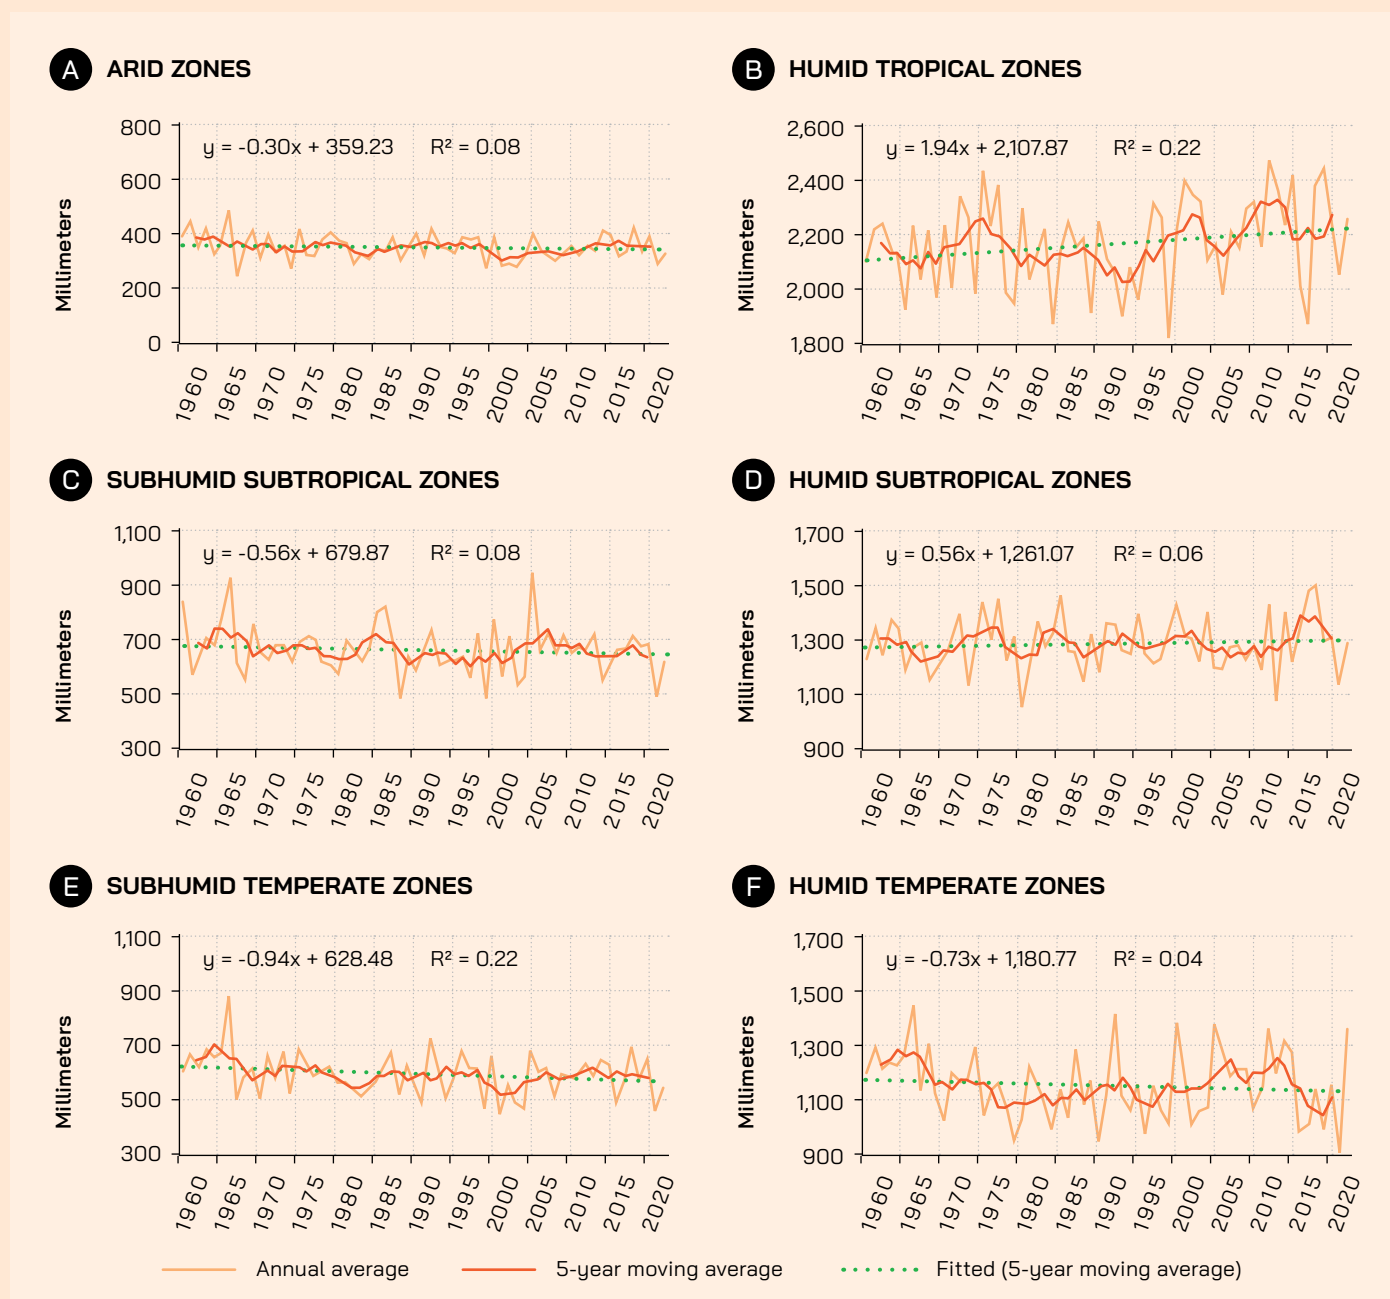 A ARID ZONES
Millimeters
y = -0.30x + 359.23 R² = 0.08
800
600
400
200
0
1960 1965 1970 1975 1980 1985 1990 1995 2000 2005 2010 2015 2020
B HUMID TROPICAL ZONES
Millimeters
y = 1.94x + 2,107.87 R² = 0.22
2,600
2,400
2,200
2,000
1,800
1960 1965 1970 1975 1980 1985 1990 1995 2000 2005 2010 2015 2020
C SUBHUMID SUBTROPICAL ZONES
Millimeters
y = -0.56x + 679.87 R² = 0.08
1,100
900
700
500
300
1960 1965 1970 1975 1980 1985 1990 1995 2000 2005 2010 2015 2020
D HUMID SUBTROPICAL ZONES
Millimeters
y = 0.56x + 1,261.07 R² = 0.06
1,700
1,500
1,300
1,100
900
1960 1965 1970 1975 1980 1985 1990 1995 2000 2005 2010 2015 2020
E SUBHUMID TEMPERATE ZONES
Millimeters
y = -0.94x + 628.48 R² = 0.22
1,100
900
700
500
300
1960 1965 1970 1975 1980 1985 1990 1995 2000 2005 2010 2015 2020
F HUMID TEMPERATE ZONES
Millimeters
y = -0.73x + 1,180.77 R² = 0.04
1,700
1,500
1,300
1,100
900
1960 1965 1970 1975 1980 1985 1990 1995 2000 2005 2010 2015 2020
Annual average 5-year moving average Fitted (5-year moving average)